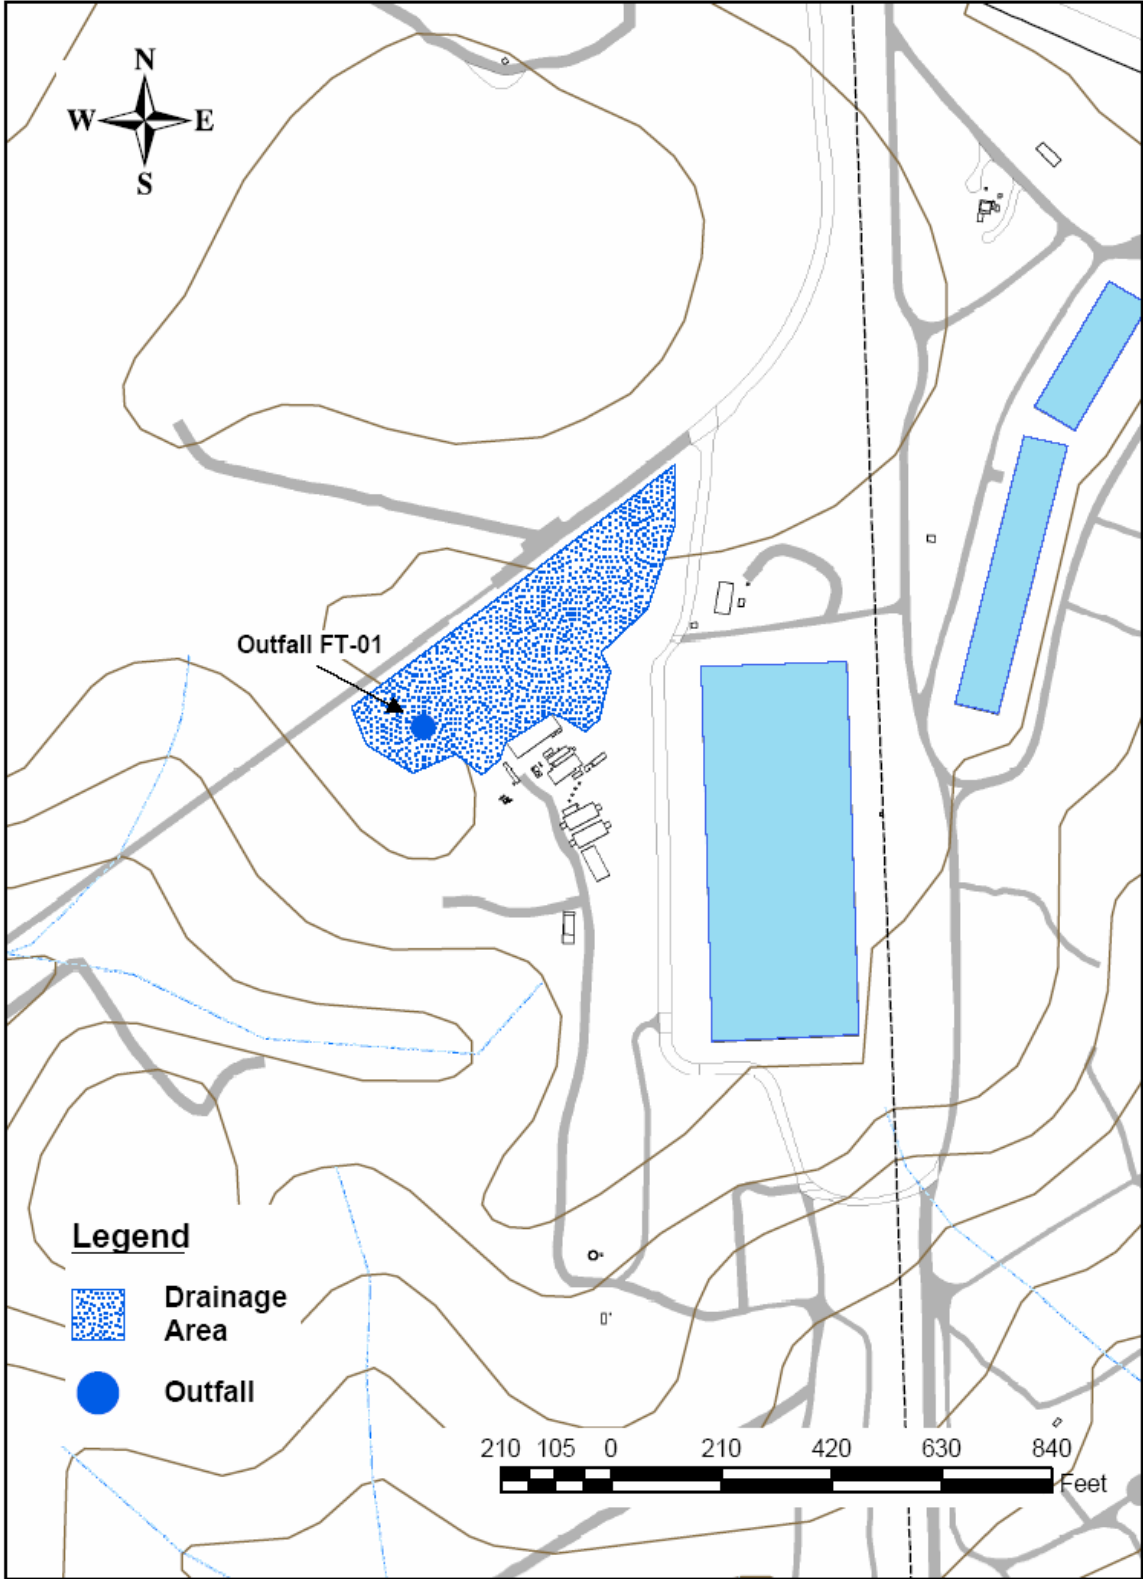 N
W E
S
Outfall FT-01
Legend
Drainage
Area
Outfall
210 105 0 210 420 630 840
Feet